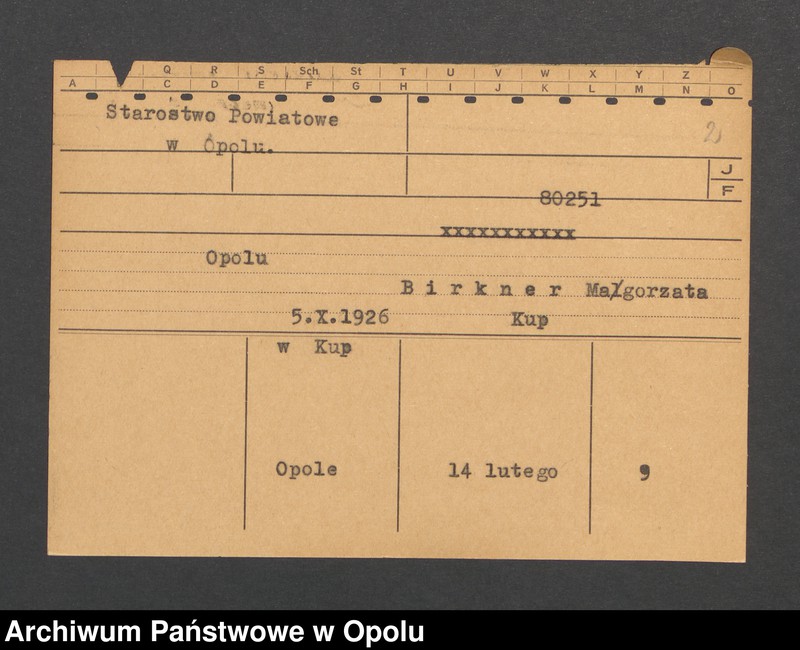 Q R S Sch St T U V W X Y Z
A C D E F G H I J K L M N O
Starostwo Powiatowe
w Opolu.
2
J
F
80251
xxxxxxxxxxx
Opolu
B i r k n e r Małgorzata
5.X.1926 Kup
w Kup
Opole 14 lutego 9
Archiwum Państwowe w Opolu